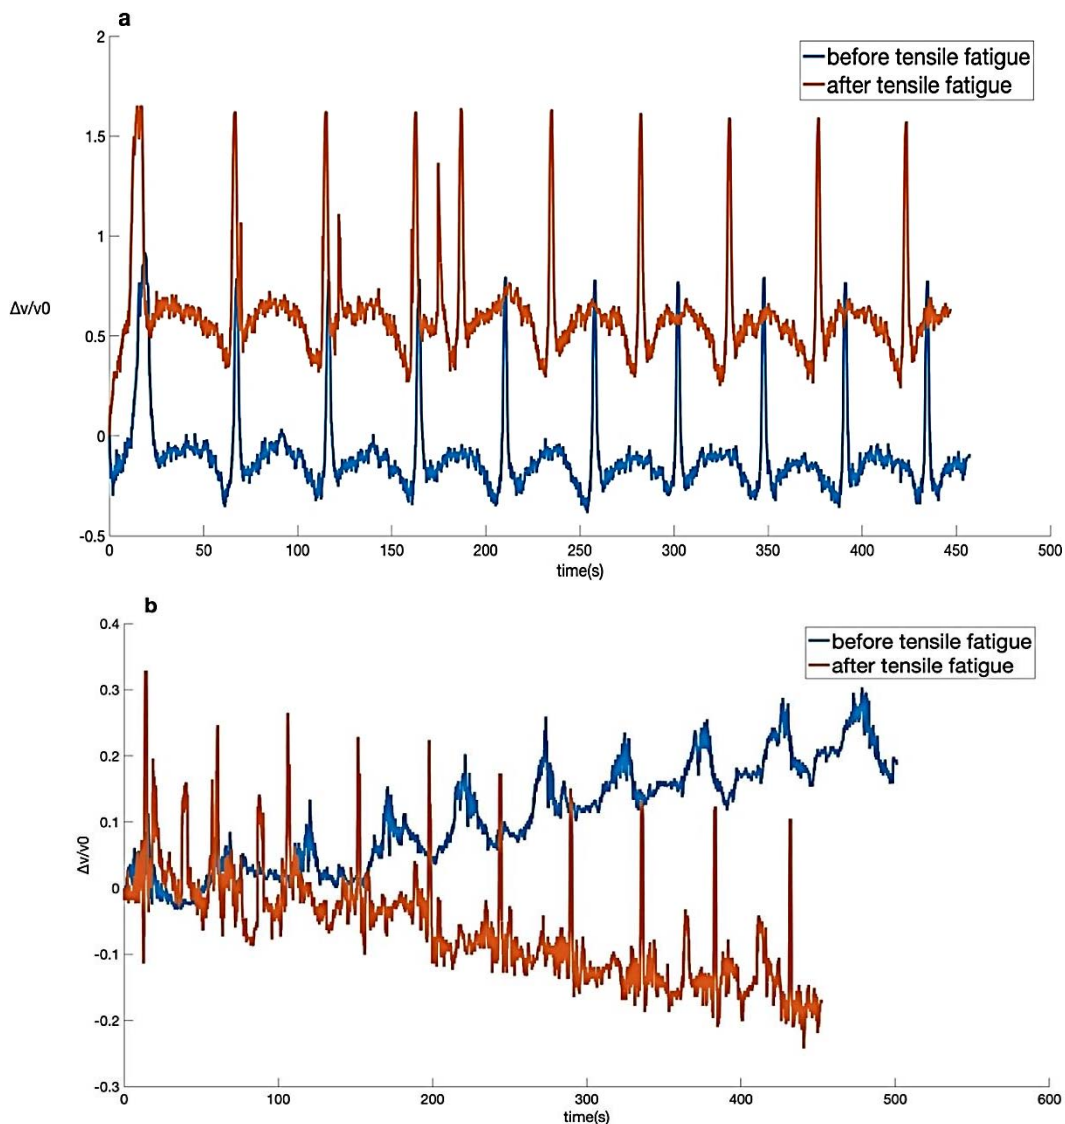 a
2
before tensile fatigue
after tensile fatigue
1.5
1
Δv/v0
0.5
0
-0.5
0 50 100 150 200 250 300 350 400 450 500
time(s)
b
0.4
before tensile fatigue
after tensile fatigue
0.3
0.2
0.1
Δv/v0
0
-0.1
-0.2
-0.3
0 100 200 300 400 500 600
time(s)